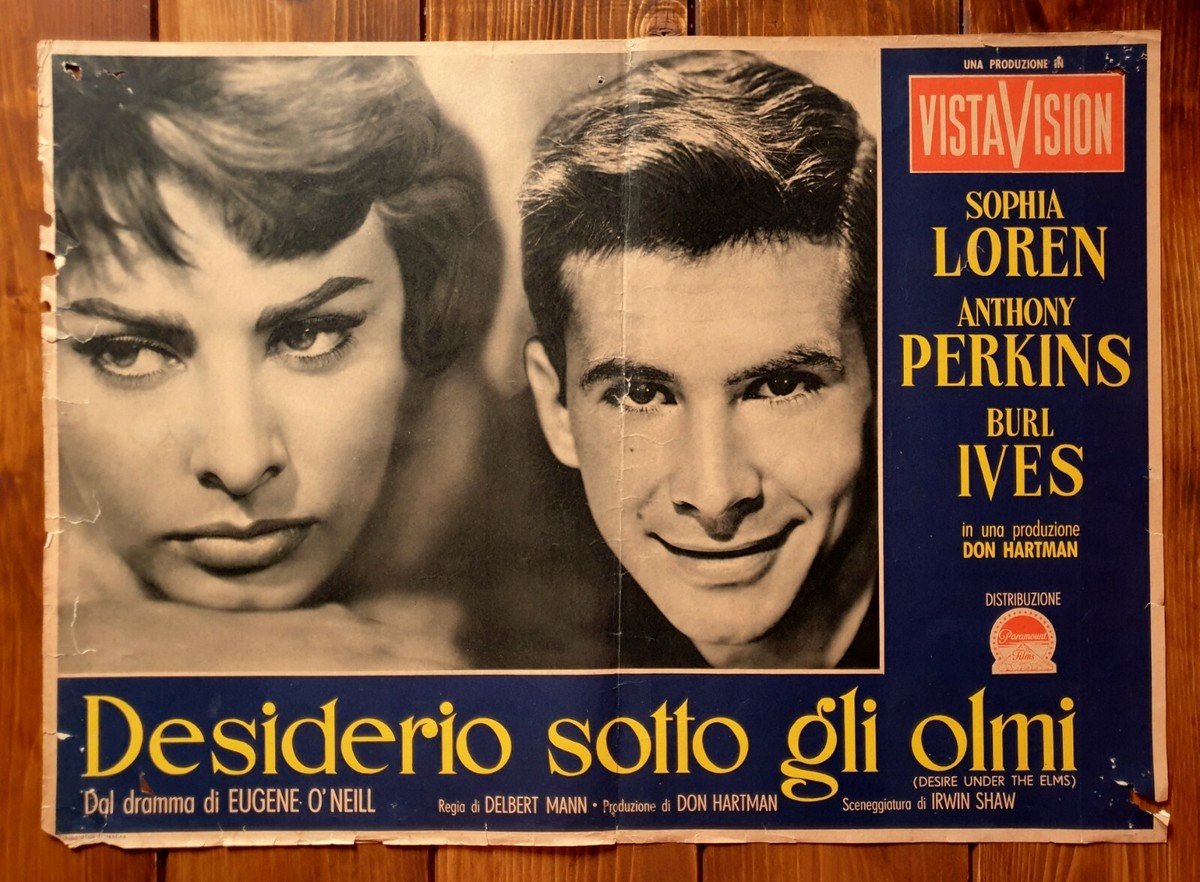 UNA PRODUZIONE IN
VISTAVISION
SOPHIA
LOREN
ANTHONY
PERKINS
BURL
IVES
in una produzione
DON HARTMAN
DISTRIBUZIONE
Paramount
Films
Desiderio sotto gli olmi
(DESIRE UNDER THE ELMS)
Dal dramma di EUGENE O'NEILL
Regia di DELBERT MANN • Produzione di DON HARTMAN
Sceneggiatura di IRWIN SHAW